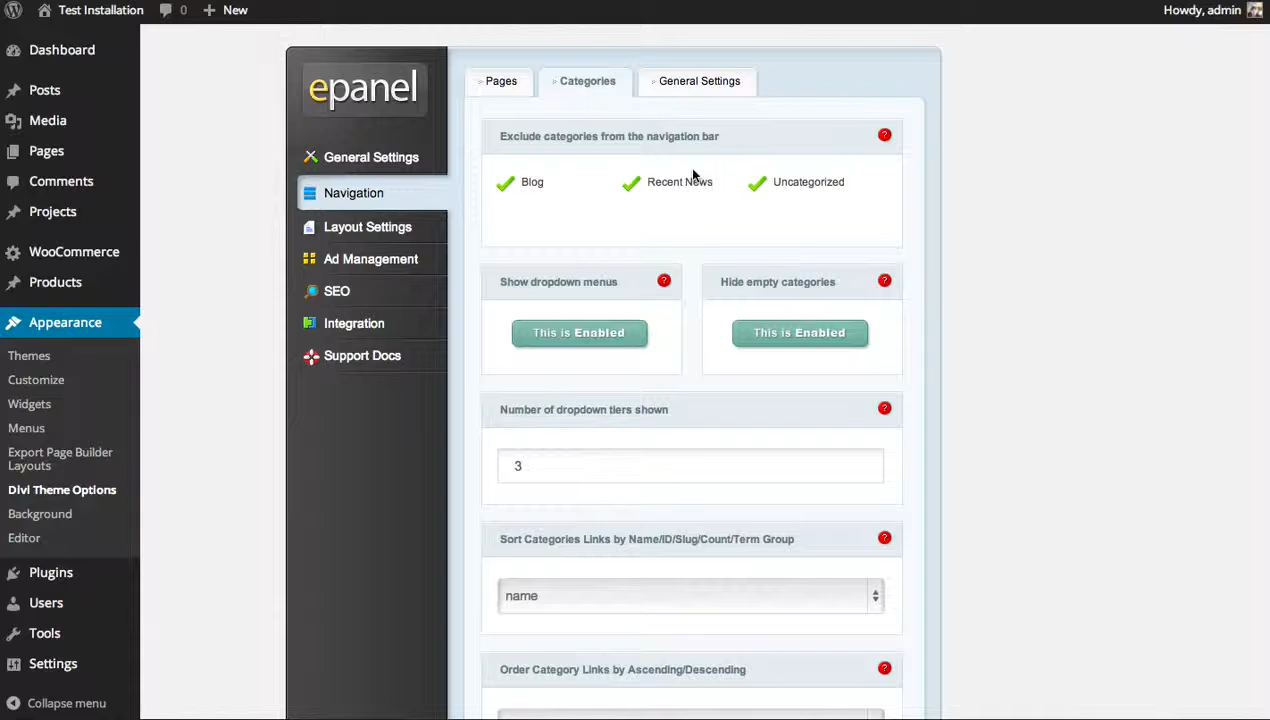 Test Installation
0
New
Howdy, admin
Dashboard
Posts
Media
Pages
Comments
Projects
WooCommerce
Products
Appearance
Themes
Customize
Widgets
Menus
Export Page Builder
Layouts
Divi Theme Options
Background
Editor
Plugins
Users
Tools
Settings
Collapse menu
epanel
General Settings
Navigation
Layout Settings
Ad Management
SEO
Integration
Support Docs
Pages
Categories
General Settings
Exclude categories from the navigation bar
?
Blog
Recent News
Uncategorized
Show dropdown menus
?
Hide empty categories
?
This is Enabled
This is Enabled
Number of dropdown tiers shown
?
3
Sort Categories Links by Name/ID/Slug/Count/Term Group
?
name
Order Category Links by Ascending/Descending
?